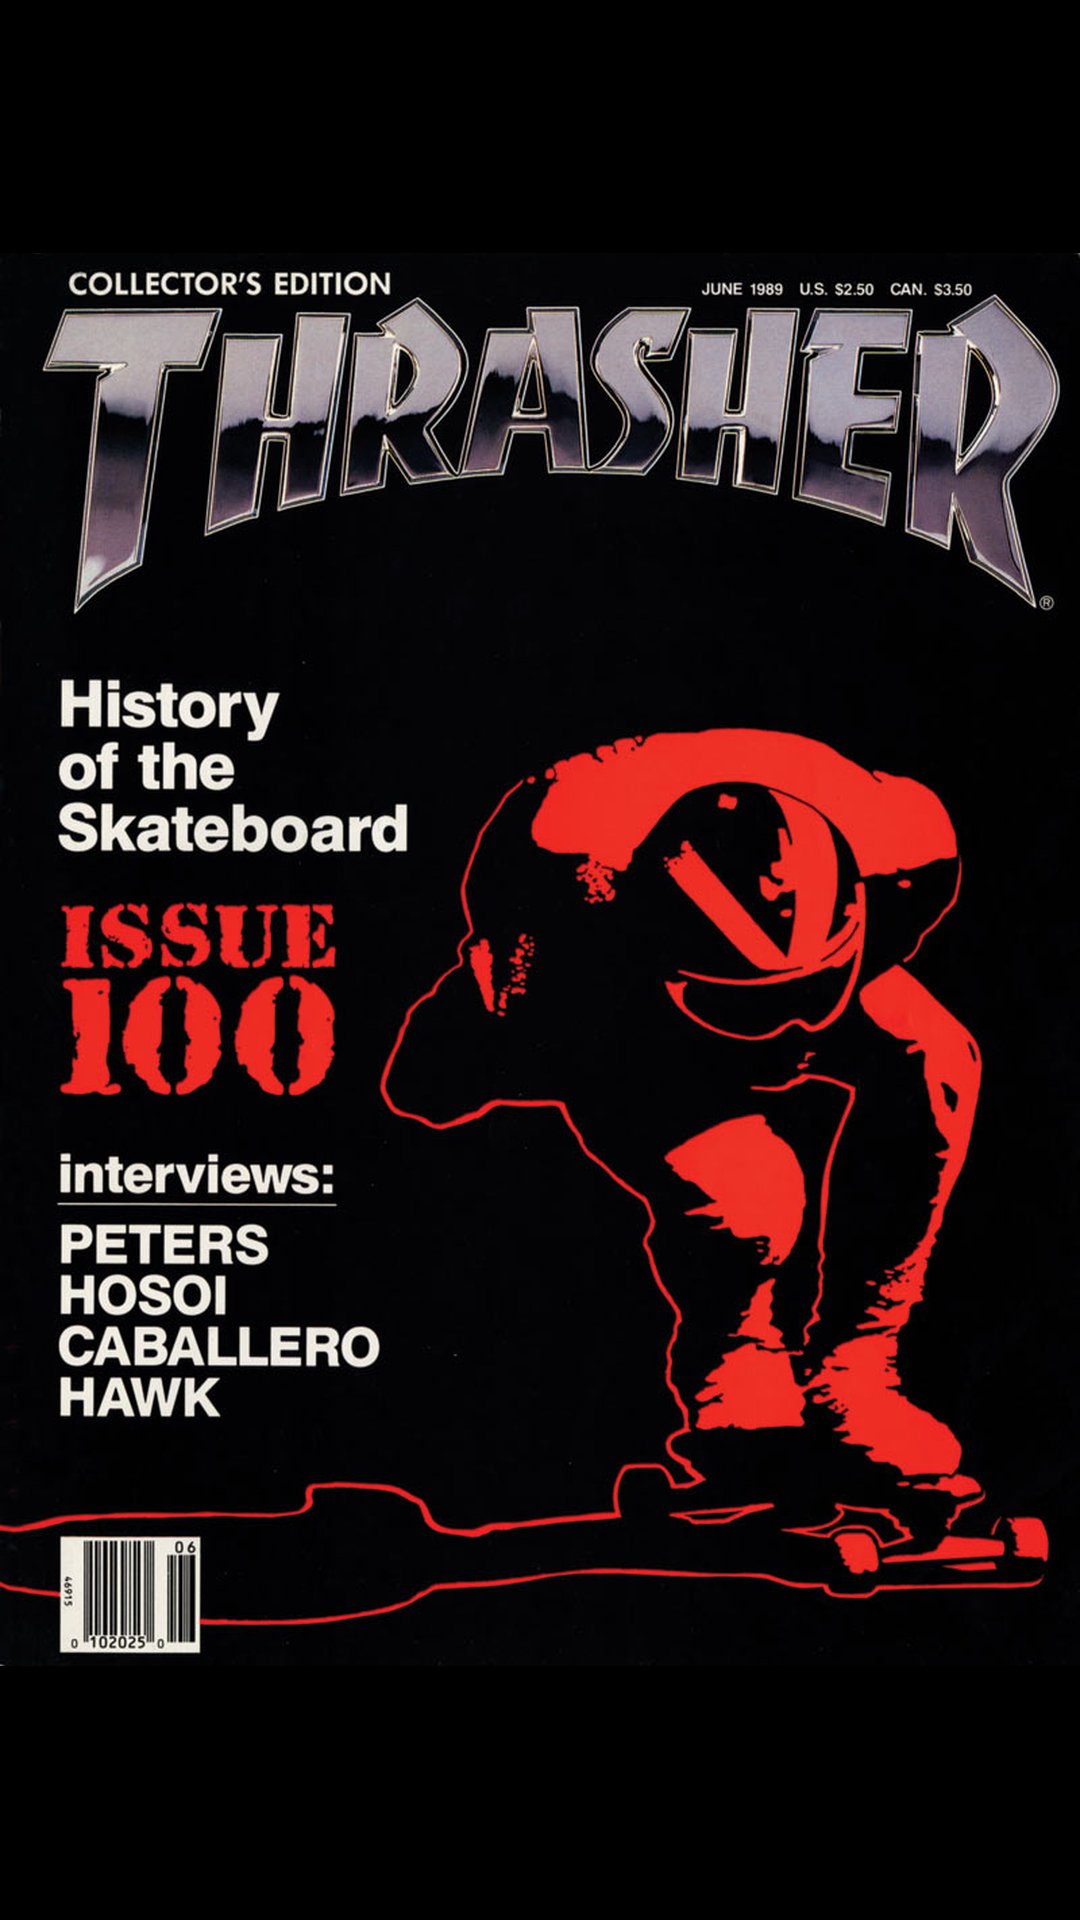 COLLECTOR'S EDITION
JUNE 1989 U.S. $2.50 CAN. $3.50
THRASHER®
History
of the
Skateboard
ISSUE
100
interviews:
PETERS
HOSOI
CABALLERO
HAWK
06
46915
0 102025 0